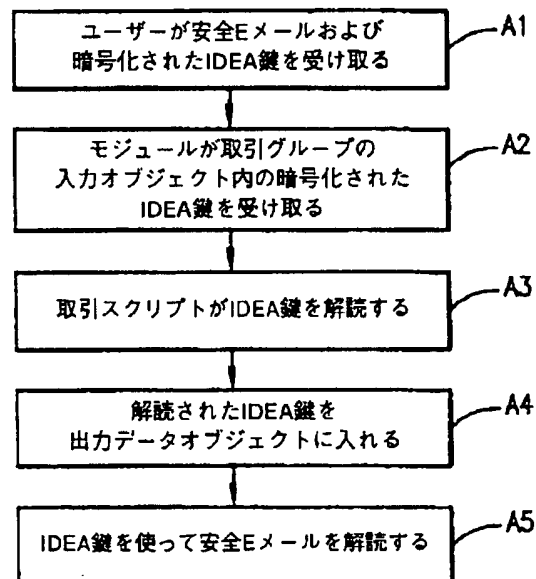 ユーザーが安全Eメールおよび
暗号化されたIDEA鍵を受け取る
A1
モジュールが取引グループの
入力オブジェクト内の暗号化された
IDEA鍵を受け取る
A2
取引スクリプトがIDEA鍵を解読する
A3
解読されたIDEA鍵を
出力データオブジェクトに入れる
A4
IDEA鍵を使って安全Eメールを解読する
A5